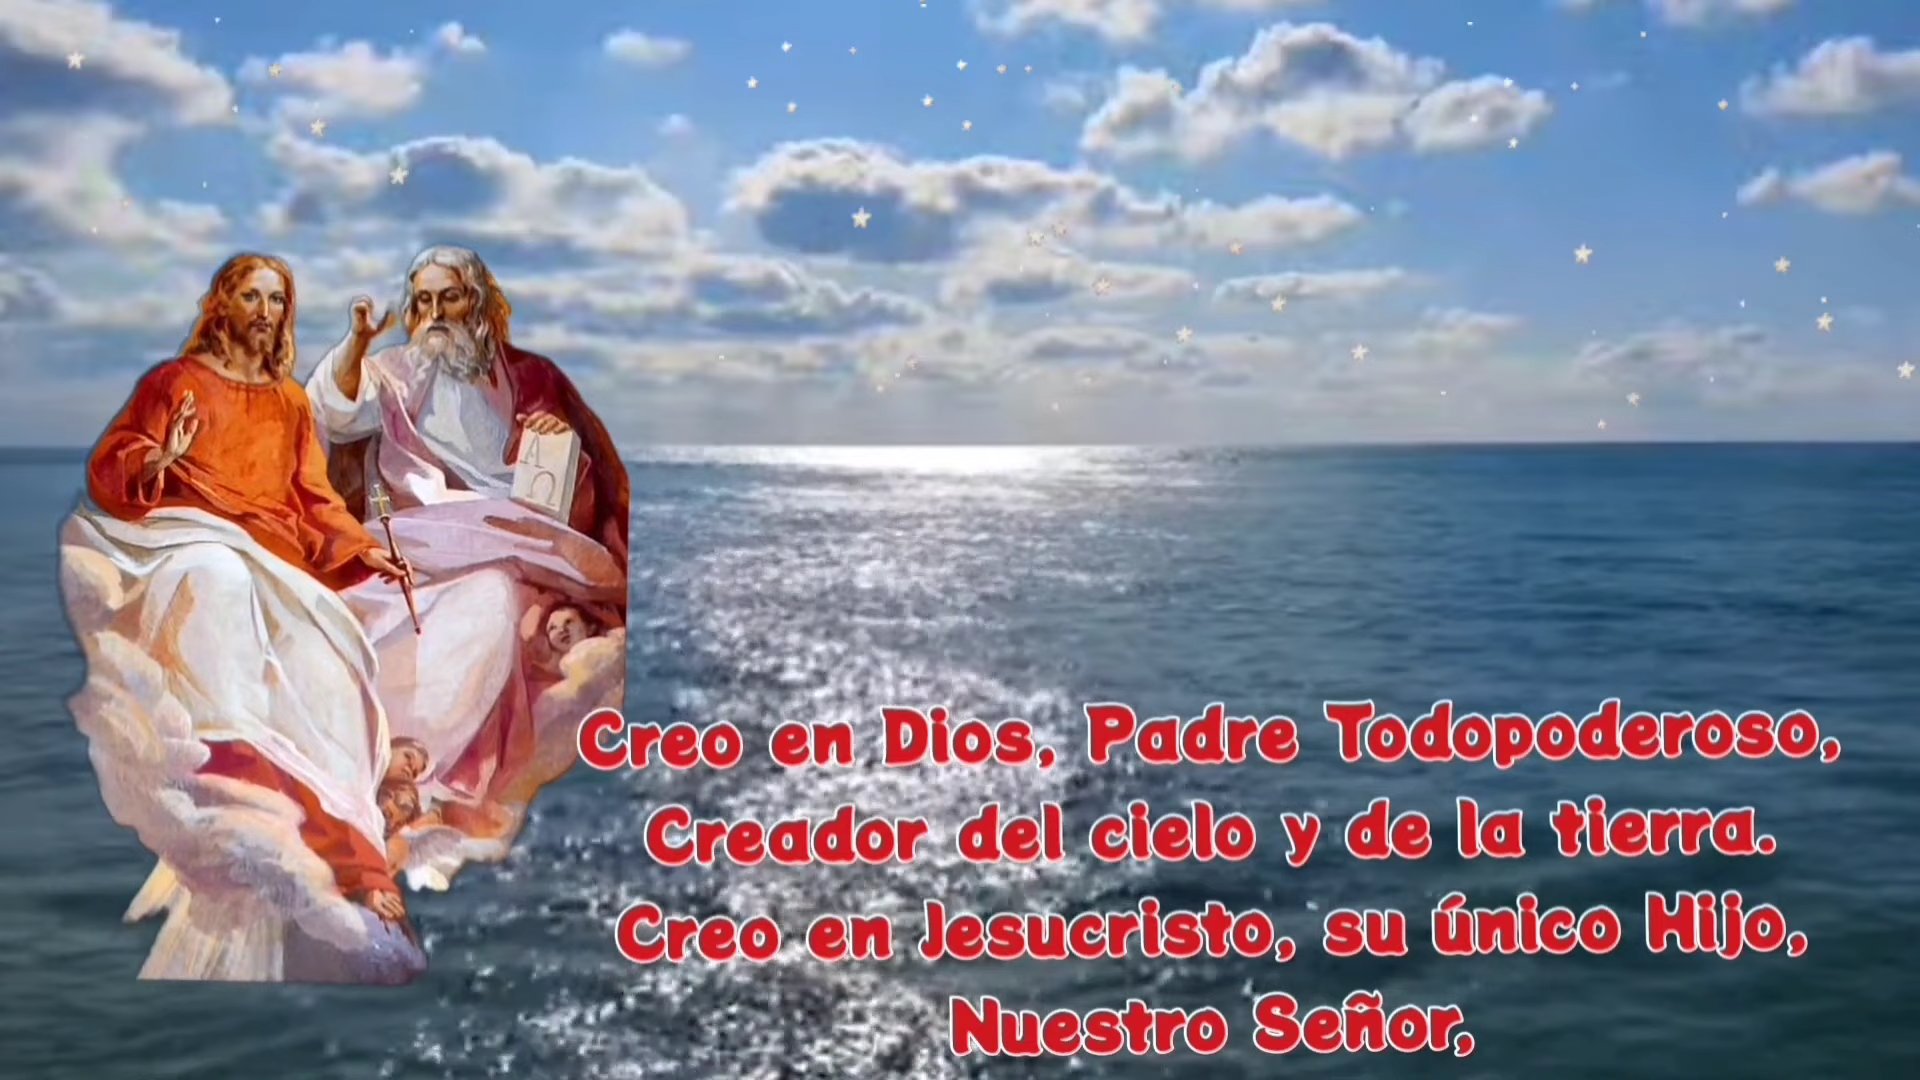 Α
Ω
Creo en Dios, Padre Todopoderoso,
Creador del cielo y de la tierra.
Creo en Jesucristo, su único Hijo,
Nuestro Señor,